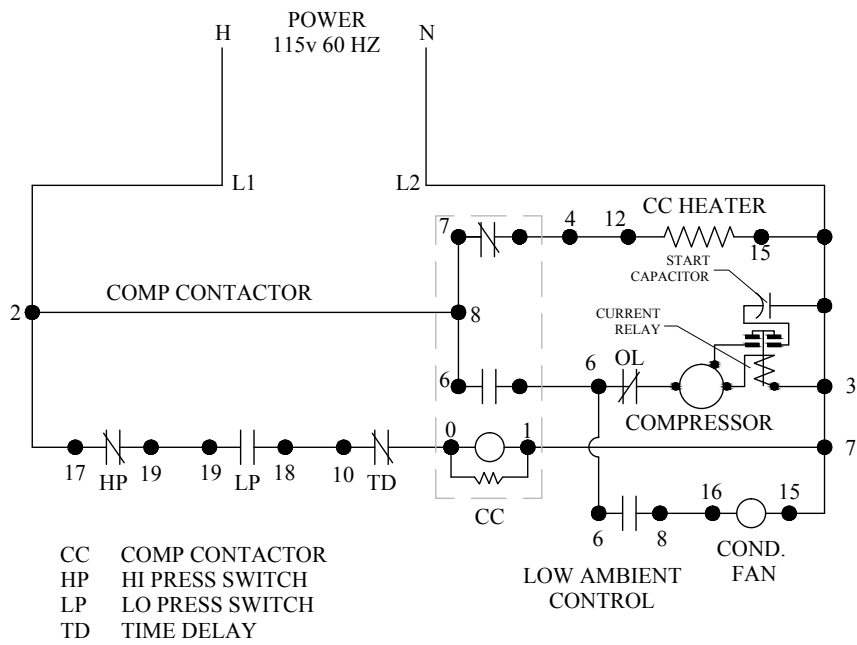 POWER
115v 60 HZ
H
N
L1
L2
7
4
12
CC HEATER
15
START
CAPACITOR
2
COMP CONTACTOR
8
CURRENT
RELAY
6
6
OL
3
COMPRESSOR
17
HP
19
19
LP
18
10
TD
0
1
7
CC
6
8
16
15
LOW AMBIENT
CONTROL
COND.
FAN
CC COMP CONTACTOR
HP HI PRESS SWITCH
LP LO PRESS SWITCH
TD TIME DELAY